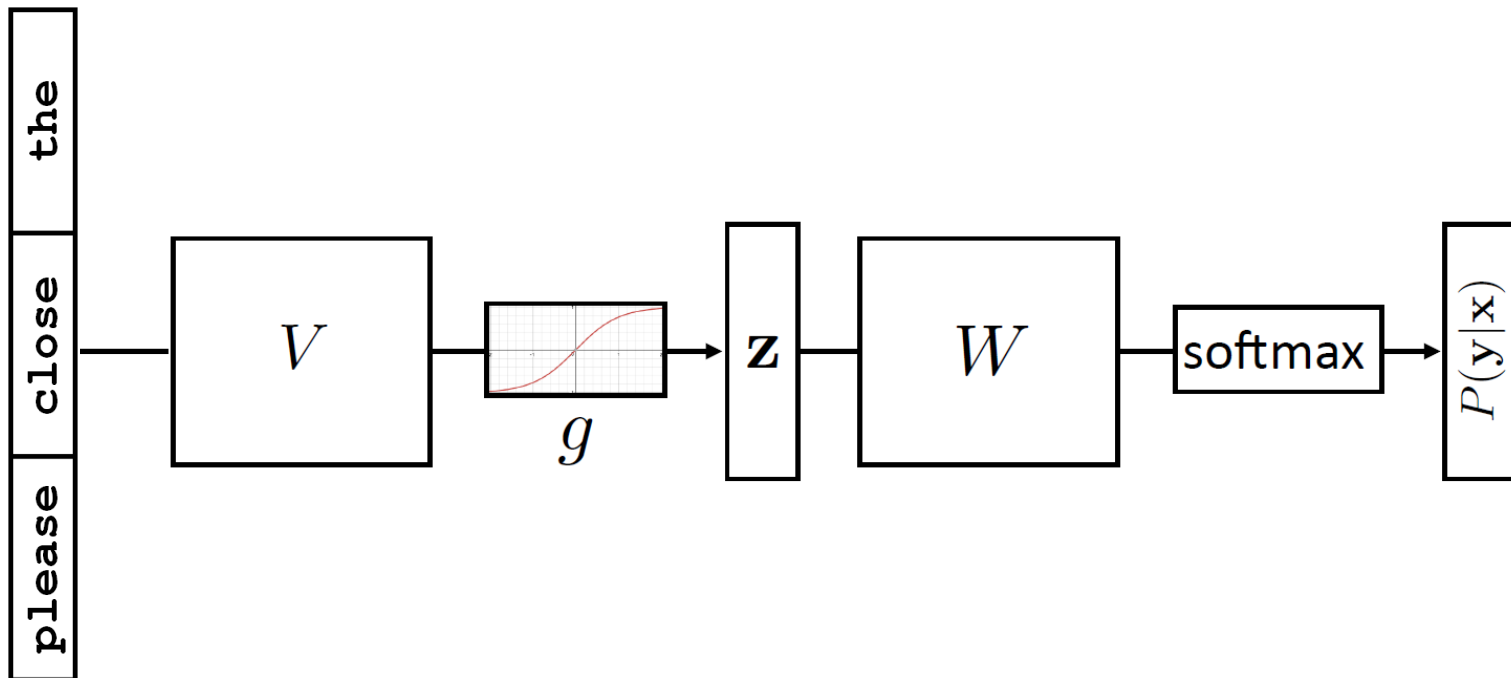 the
close
please
V
g
z
W
softmax
P(y|x)